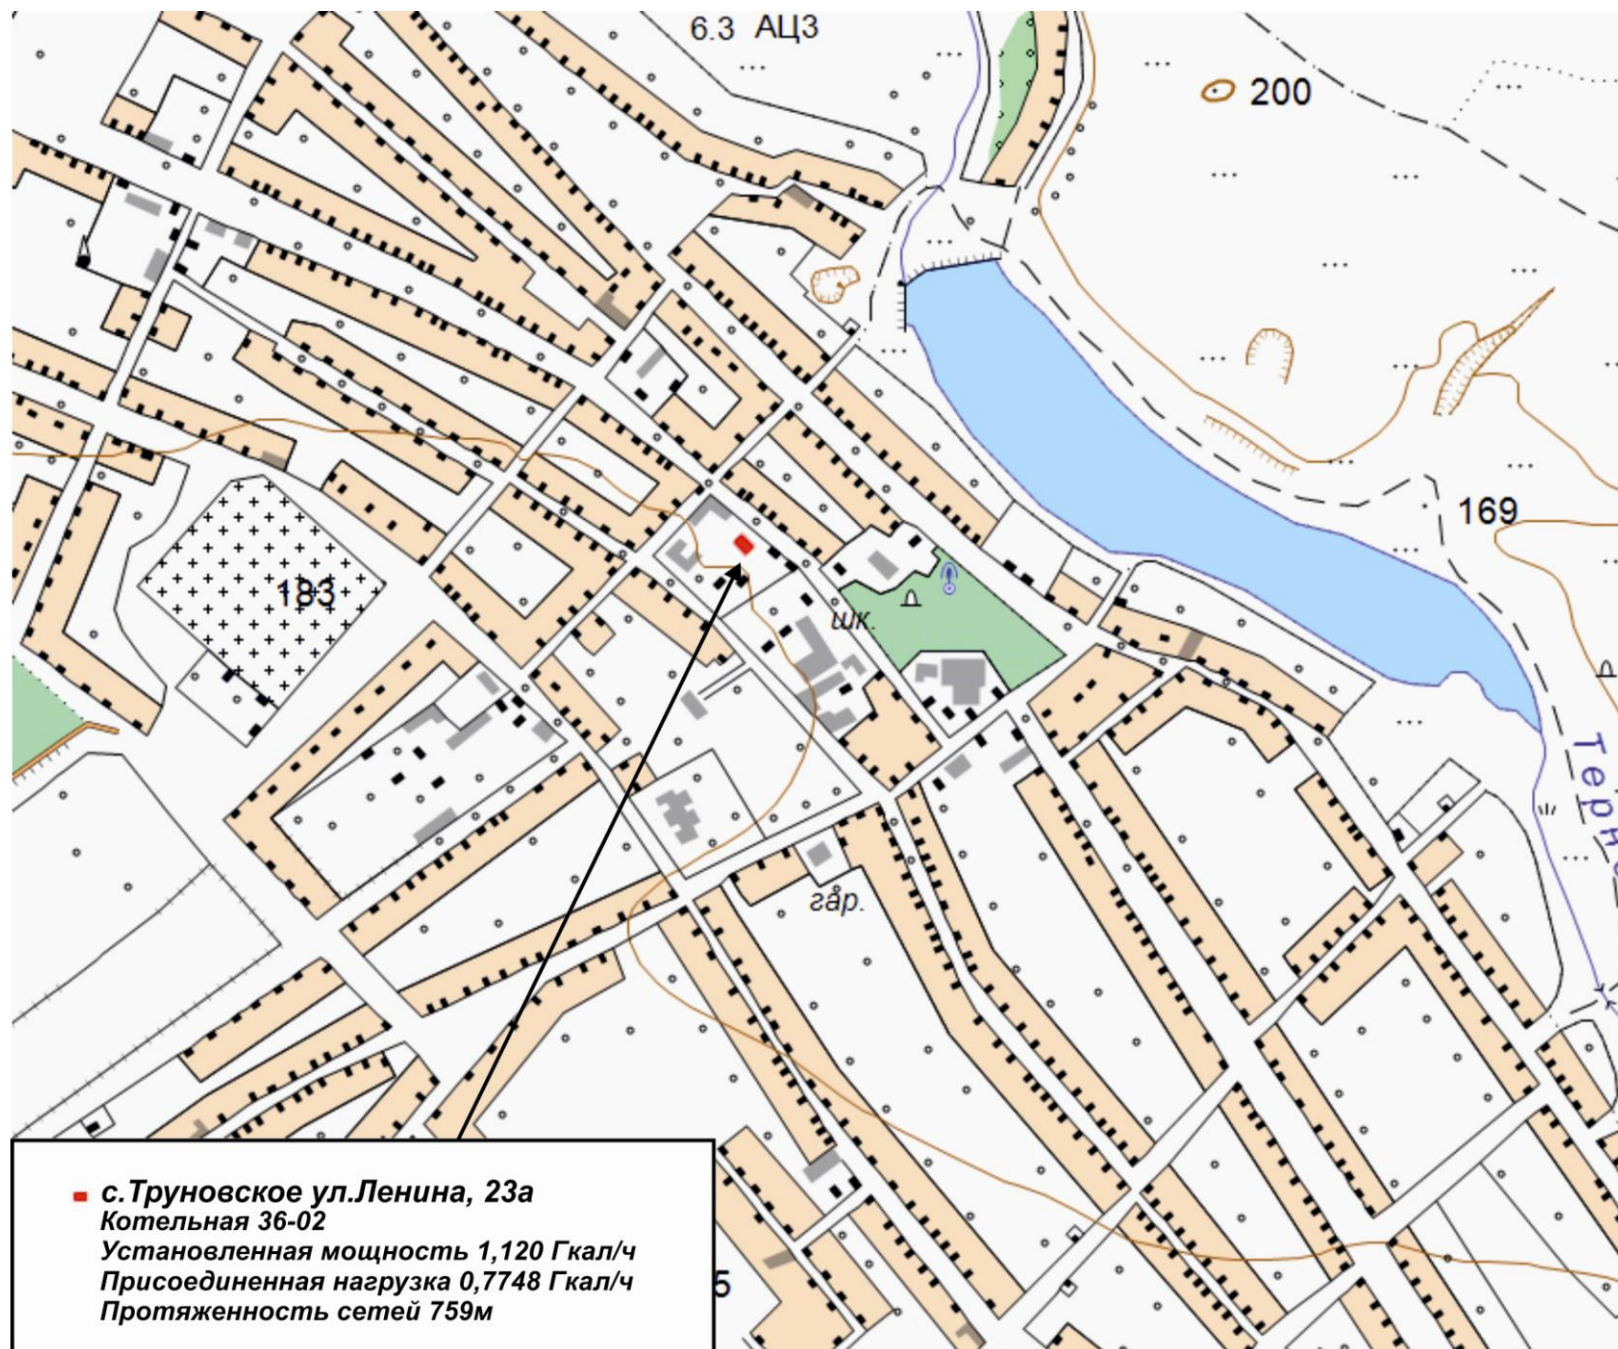 6.3 АЦЗ
200
169
183
шк.
гар.
Терн
5
с.Труновское ул.Ленина, 23а
Котельная 36-02
Установленная мощность 1,120 Гкал/ч
Присоединенная нагрузка 0,7748 Гкал/ч
Протяженность сетей 759м